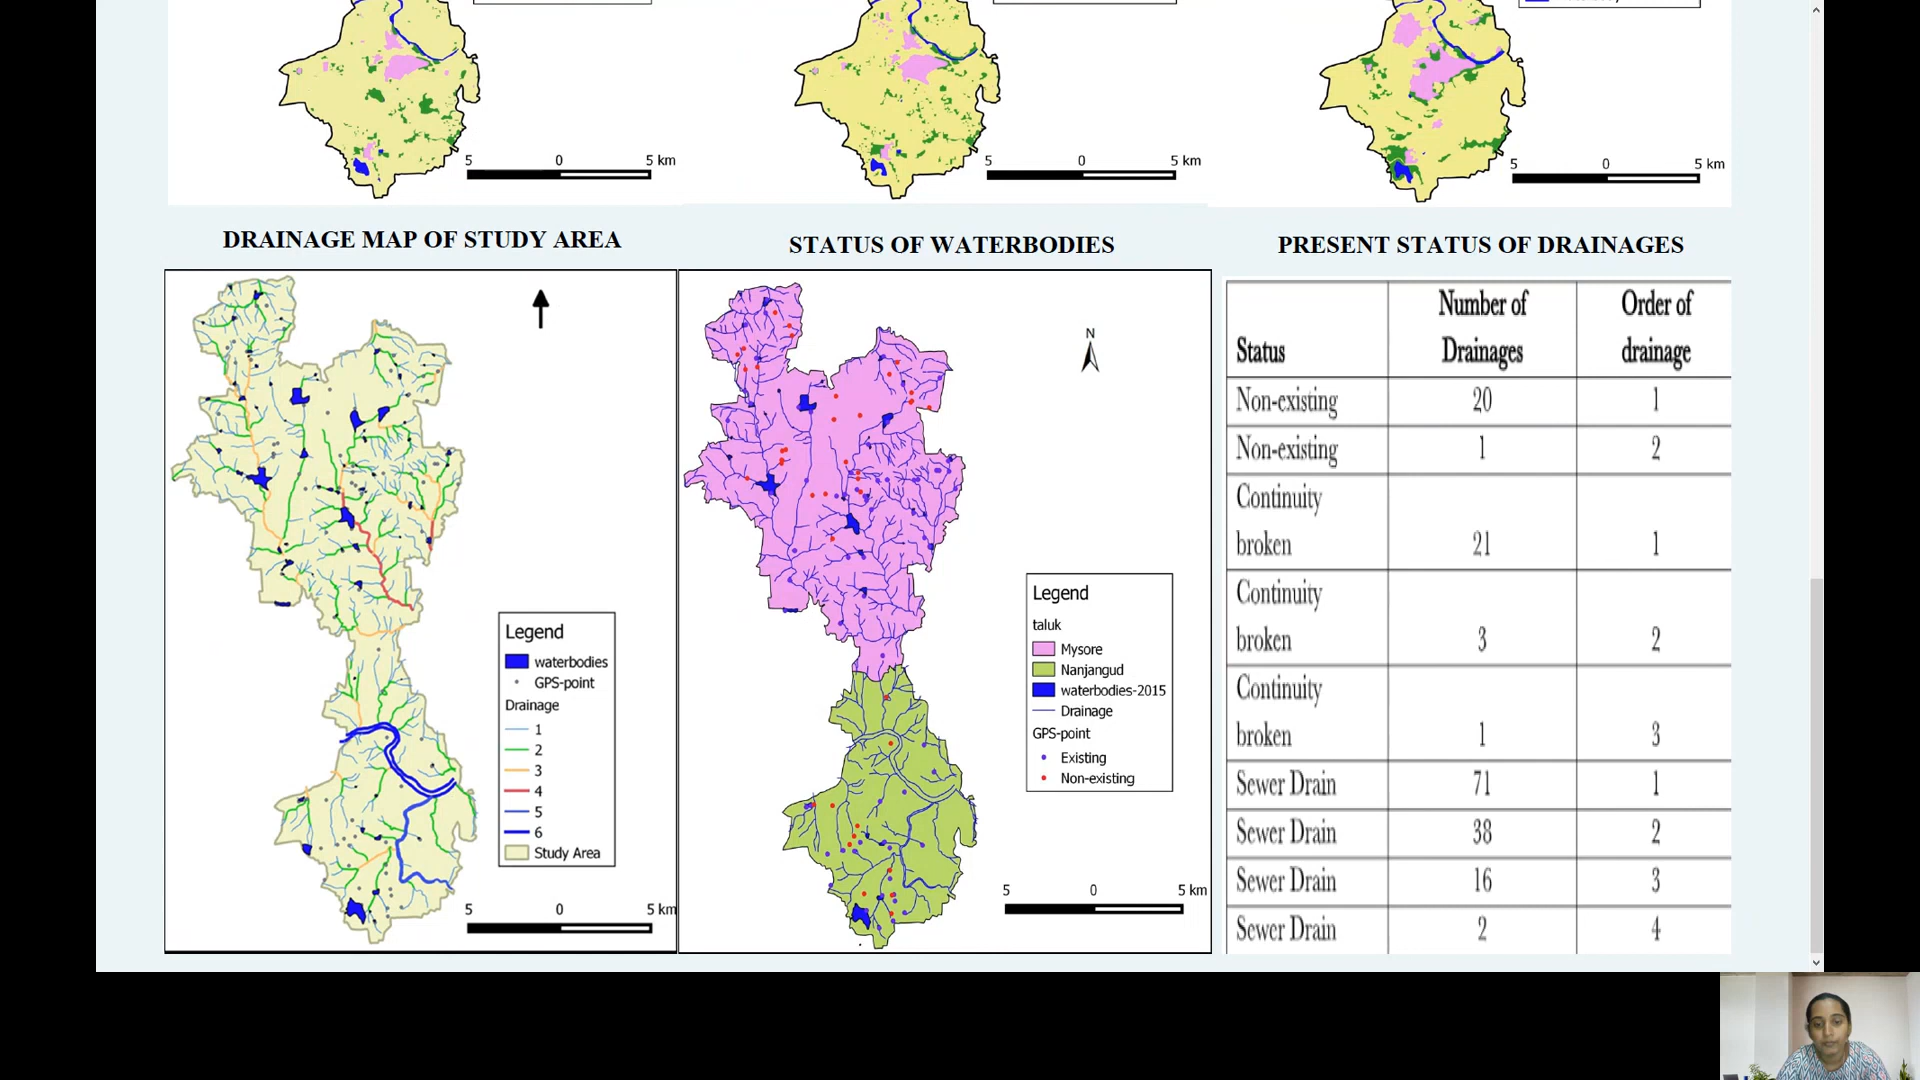 5 0 5 km
5 0 5 km
5 0 5 km
DRAINAGE MAP OF STUDY AREA
STATUS OF WATERBODIES
PRESENT STATUS OF DRAINAGES
Legend
waterbodies
GPS-point
Drainage
1
2
3
4
5
6
Study Area
5 0 5 km
N
Legend
taluk
Mysore
Nanjangud
waterbodies-2015
Drainage
GPS-point
Existing
Non-existing
5 0 5 km
Status Number of Drainages Order of drainage
Non-existing 20 1
Non-existing 1 2
Continuity
broken 21 1
Continuity
broken 3 2
Continuity
broken 1 3
Sewer Drain 71 1
Sewer Drain 38 2
Sewer Drain 16 3
Sewer Drain 2 4